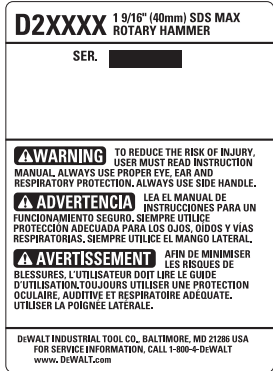 D2XXXX 1 9/16" (40mm) SDS MAX
ROTARY HAMMER
SER.
WARNING TO REDUCE THE RISK OF INJURY,
USER MUST READ INSTRUCTION
MANUAL. ALWAYS USE PROPER EYE, EAR AND
RESPIRATORY PROTECTION. ALWAYS USE SIDE HANDLE.
ADVERTENCIA LEA EL MANUAL DE
INSTRUCCIONES PARA UN
FUNCIONAMIENTO SEGURO. SIEMPRE UTILIÇE
PROTECCIÓN ADECUADA PARA LOS OJOS, OÍDOS Y VÍAS
RESPIRATORIAS. SIEMPRE UTILICE EL MANGO LATERAL.
AVERTISSEMENT AFIN DE MINIMISER
LES RISQUES DE
BLESSURES, L'UTILISATEUR DOIT LIRE LE GUIDE
D'UTILISATION.TOUJOURS UTILISER UNE PROTECTION
OCULAIRE, AUDITIVE ET RESPIRATOIRE ADÉQUATE.
UTILISER LA POIGNÉE LATÉRALE.
DEWALT INDUSTRIAL TOOL CO., BALTIMORE, MD 21286 USA
FOR SERVICE INFORMATION, CALL 1-800-4-DEWALT
www. DEWALT.com